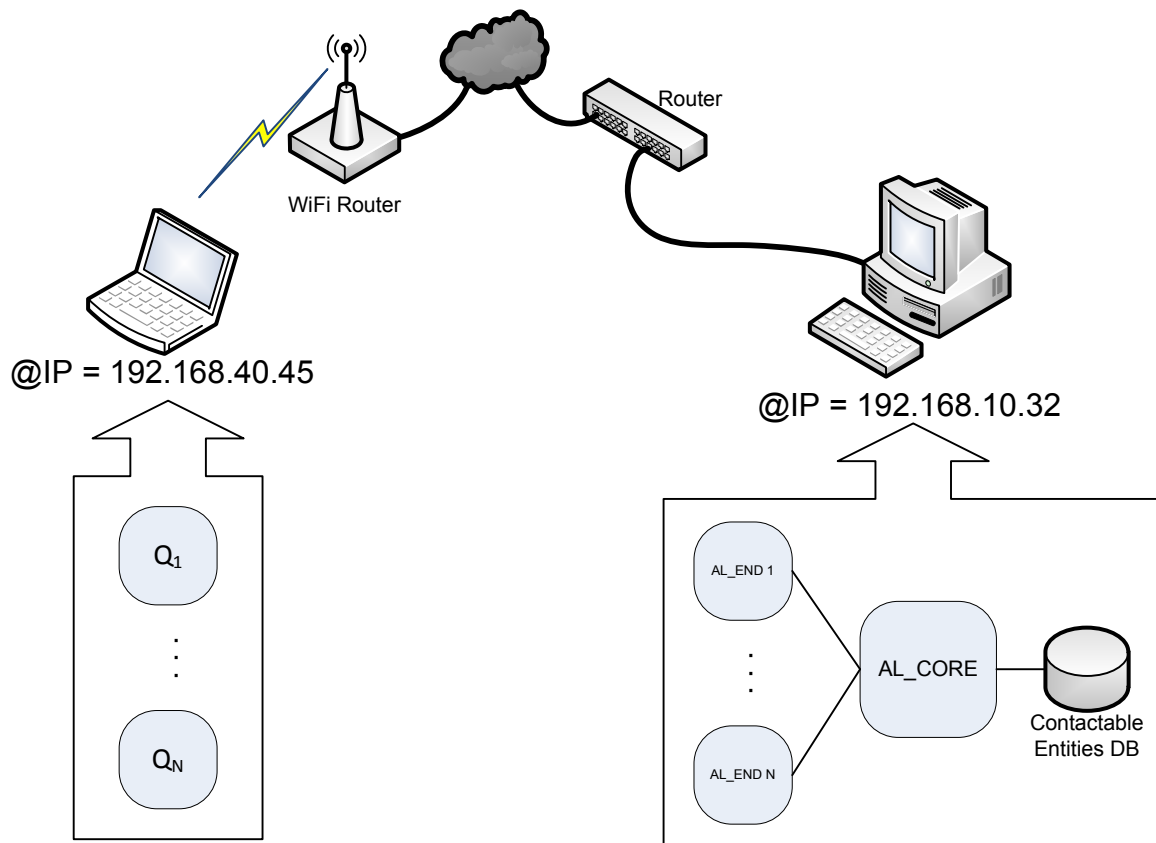 Router
WiFi Router
@IP = 192.168.40.45
@IP = 192.168.10.32
Q1
.
.
.
QN
AL_END 1
.
.
.
AL_END N
AL_CORE
Contactable
Entities DB